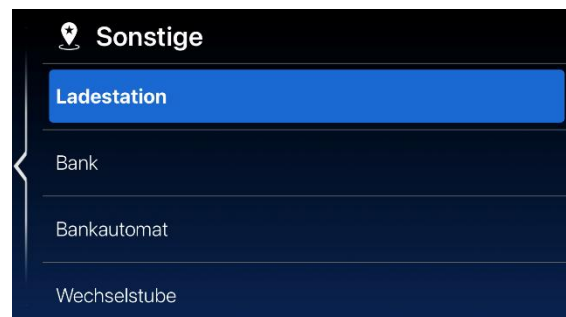 Sonstige
Ladestation
Bank
Bankautomat
Wechselstube